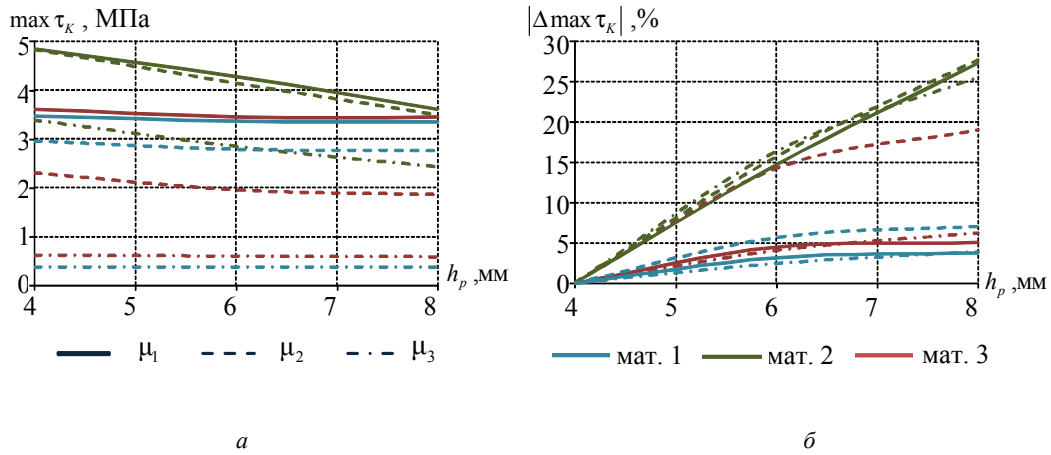 max τ_K , МПа
5
4
3
2
1
0
4 5 6 7 8
h_p ,мм
μ₁ μ₂ μ₃
а
|Δ max τ_K| ,%
30
25
20
15
10
5
0
4 5 6 7 8
h_p ,мм
мат. 1 мат. 2 мат. 3
б